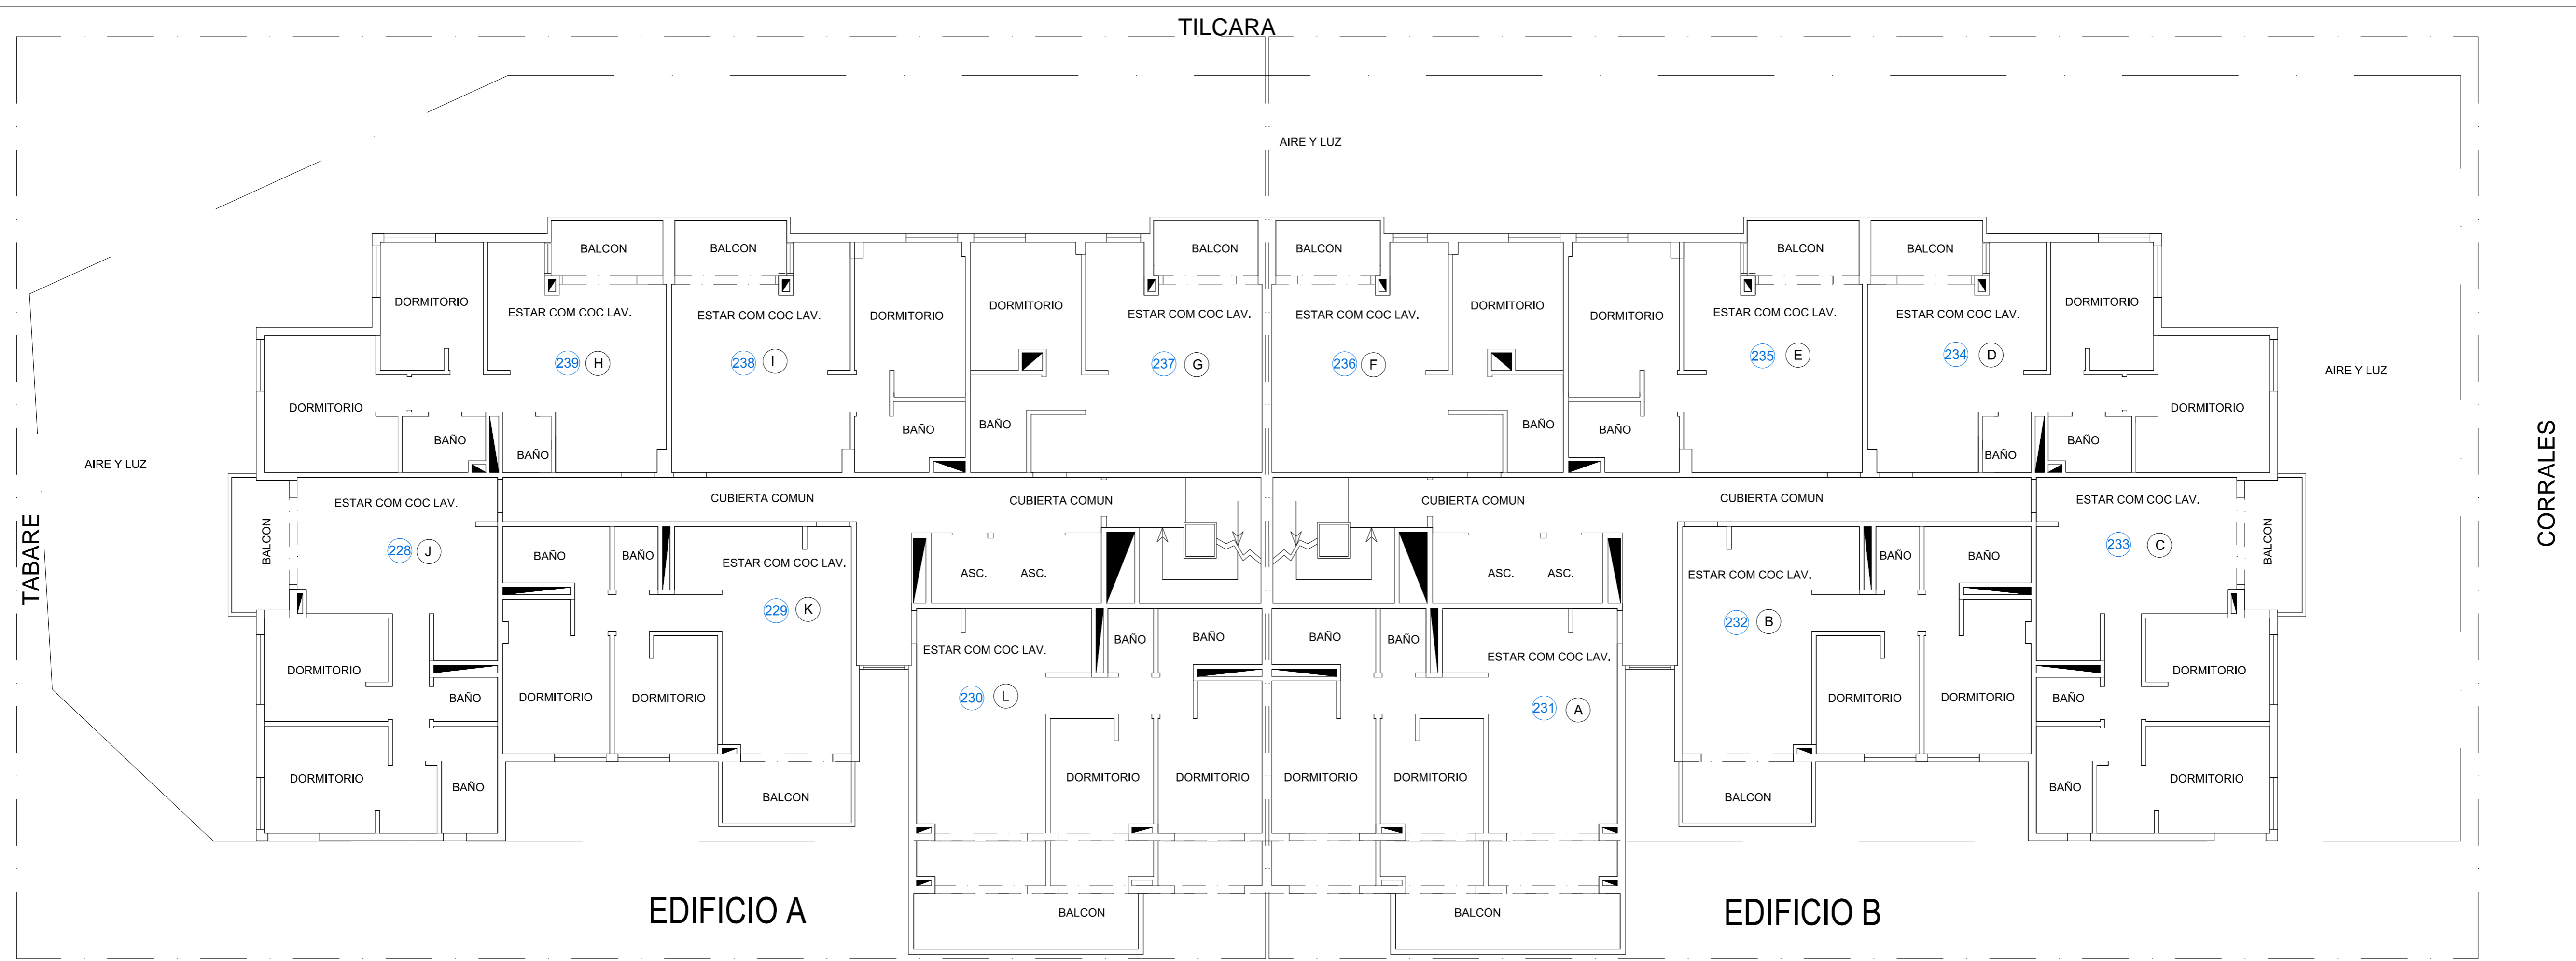 TILCARA
AIRE Y LUZ
BALCON
BALCON
BALCON
BALCON
BALCON
BALCON
DORMITORIO
ESTAR COM COC LAV.
ESTAR COM COC LAV.
DORMITORIO
DORMITORIO
ESTAR COM COC LAV.
ESTAR COM COC LAV.
DORMITORIO
DORMITORIO
ESTAR COM COC LAV.
ESTAR COM COC LAV.
DORMITORIO
239 H
238 I
237 G
236 F
235 E
234 D
AIRE Y LUZ
DORMITORIO
BAÑO
BAÑO
BAÑO
BAÑO
BAÑO
BAÑO
BAÑO
BAÑO
DORMITORIO
AIRE Y LUZ
TABARE
CORRALES
BALCON
ESTAR COM COC LAV.
CUBIERTA COMUN
CUBIERTA COMUN
CUBIERTA COMUN
CUBIERTA COMUN
ESTAR COM COC LAV.
BALCON
228 J
BAÑO
BAÑO
ESTAR COM COC LAV.
ASC.
ASC.
ASC.
ASC.
ESTAR COM COC LAV.
BAÑO
BAÑO
233 C
229 K
232 B
DORMITORIO
BAÑO
DORMITORIO
DORMITORIO
ESTAR COM COC LAV.
BAÑO
BAÑO
BAÑO
BAÑO
ESTAR COM COC LAV.
DORMITORIO
DORMITORIO
BAÑO
DORMITORIO
230 L
231 A
DORMITORIO
BAÑO
BALCON
DORMITORIO
DORMITORIO
DORMITORIO
DORMITORIO
BALCON
BAÑO
DORMITORIO
EDIFICIO A
BALCON
BALCON
EDIFICIO B